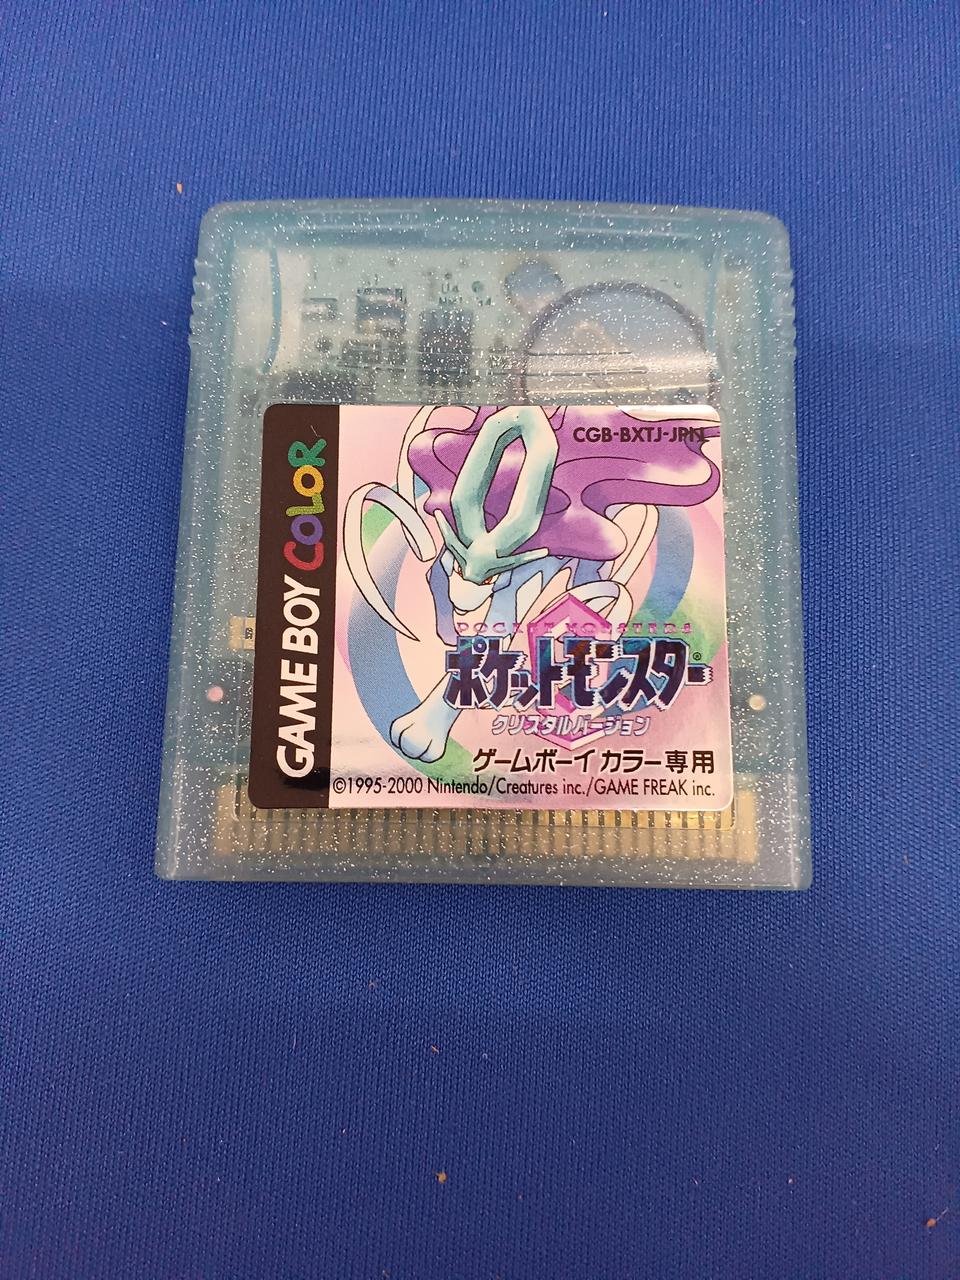 GAME BOY COLOR
CGB-BXTJ-JPN
POCKET MONSTERS
ポケットモンスター®
クリスタルバージョン
ゲームボーイ カラー専用
©1995-2000 Nintendo/Creatures inc./GAME FREAK inc.